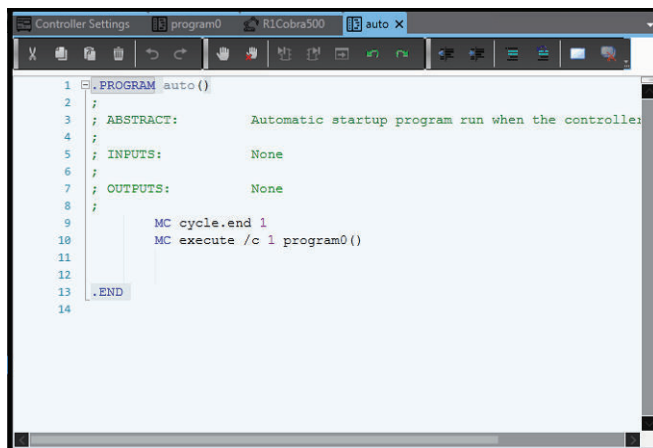 Controller Settings program0 R1Cobra500 auto
1 .PROGRAM auto()
2 ;
3 ; ABSTRACT: Automatic startup program run when the controller
4 ;
5 ; INPUTS: None
6 ;
7 ; OUTPUTS: None
8 ;
9 MC cycle.end 1
10 MC execute /c 1 program0()
11
12
13 .END
14